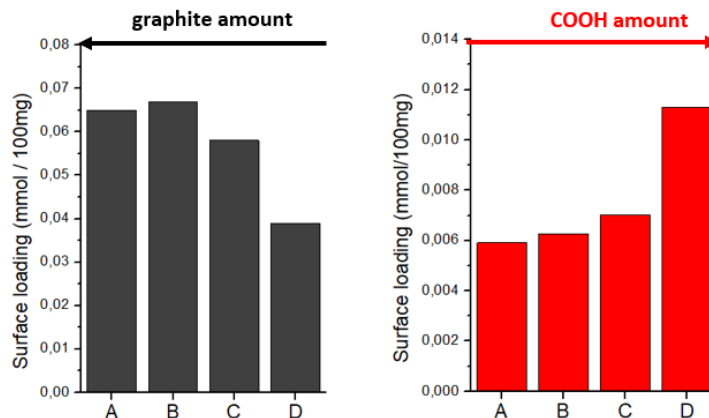 graphite amount
0,08
0,07
0,06
0,05
0,04
0,03
0,02
0,01
0,00
Surface loading (mmol / 100mg)
A B C D
COOH amount
0,014
0,012
0,010
0,008
0,006
0,004
0,002
0,000
Surface loading (mmol/100mg)
A B C D